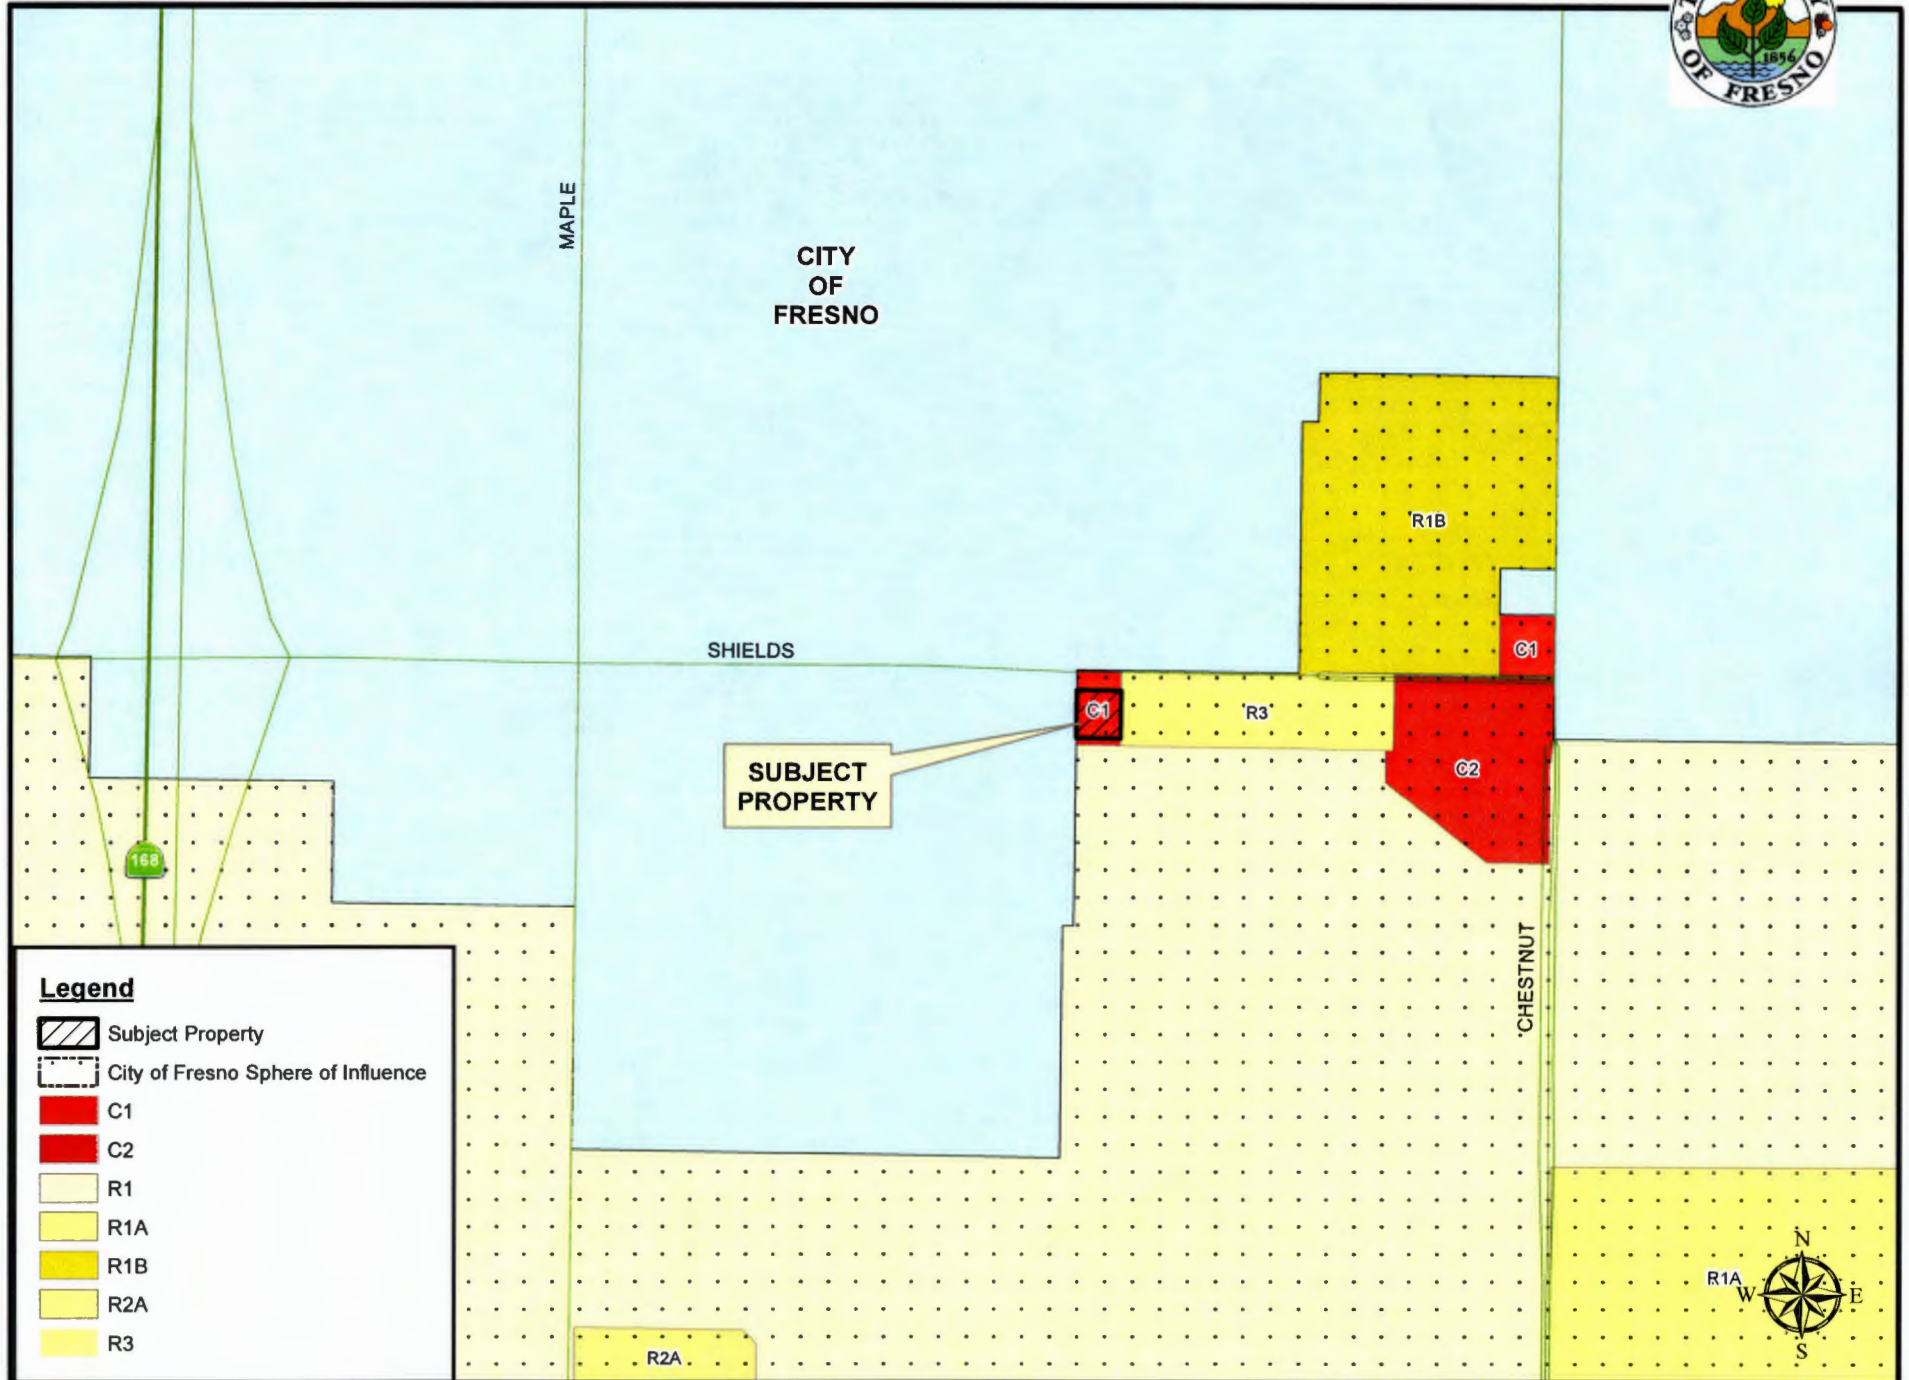 1856
OF FRESNO
MAPLE
CITY
OF
FRESNO
R1B
SHIELDS
C1
C1
R3
SUBJECT
PROPERTY
C2
168
CHESTNUT
Legend
Subject Property
City of Fresno Sphere of Influence
C1
C2
R1
R1A
R1B
R2A
R3
N
R1A
W
E
S
R2A